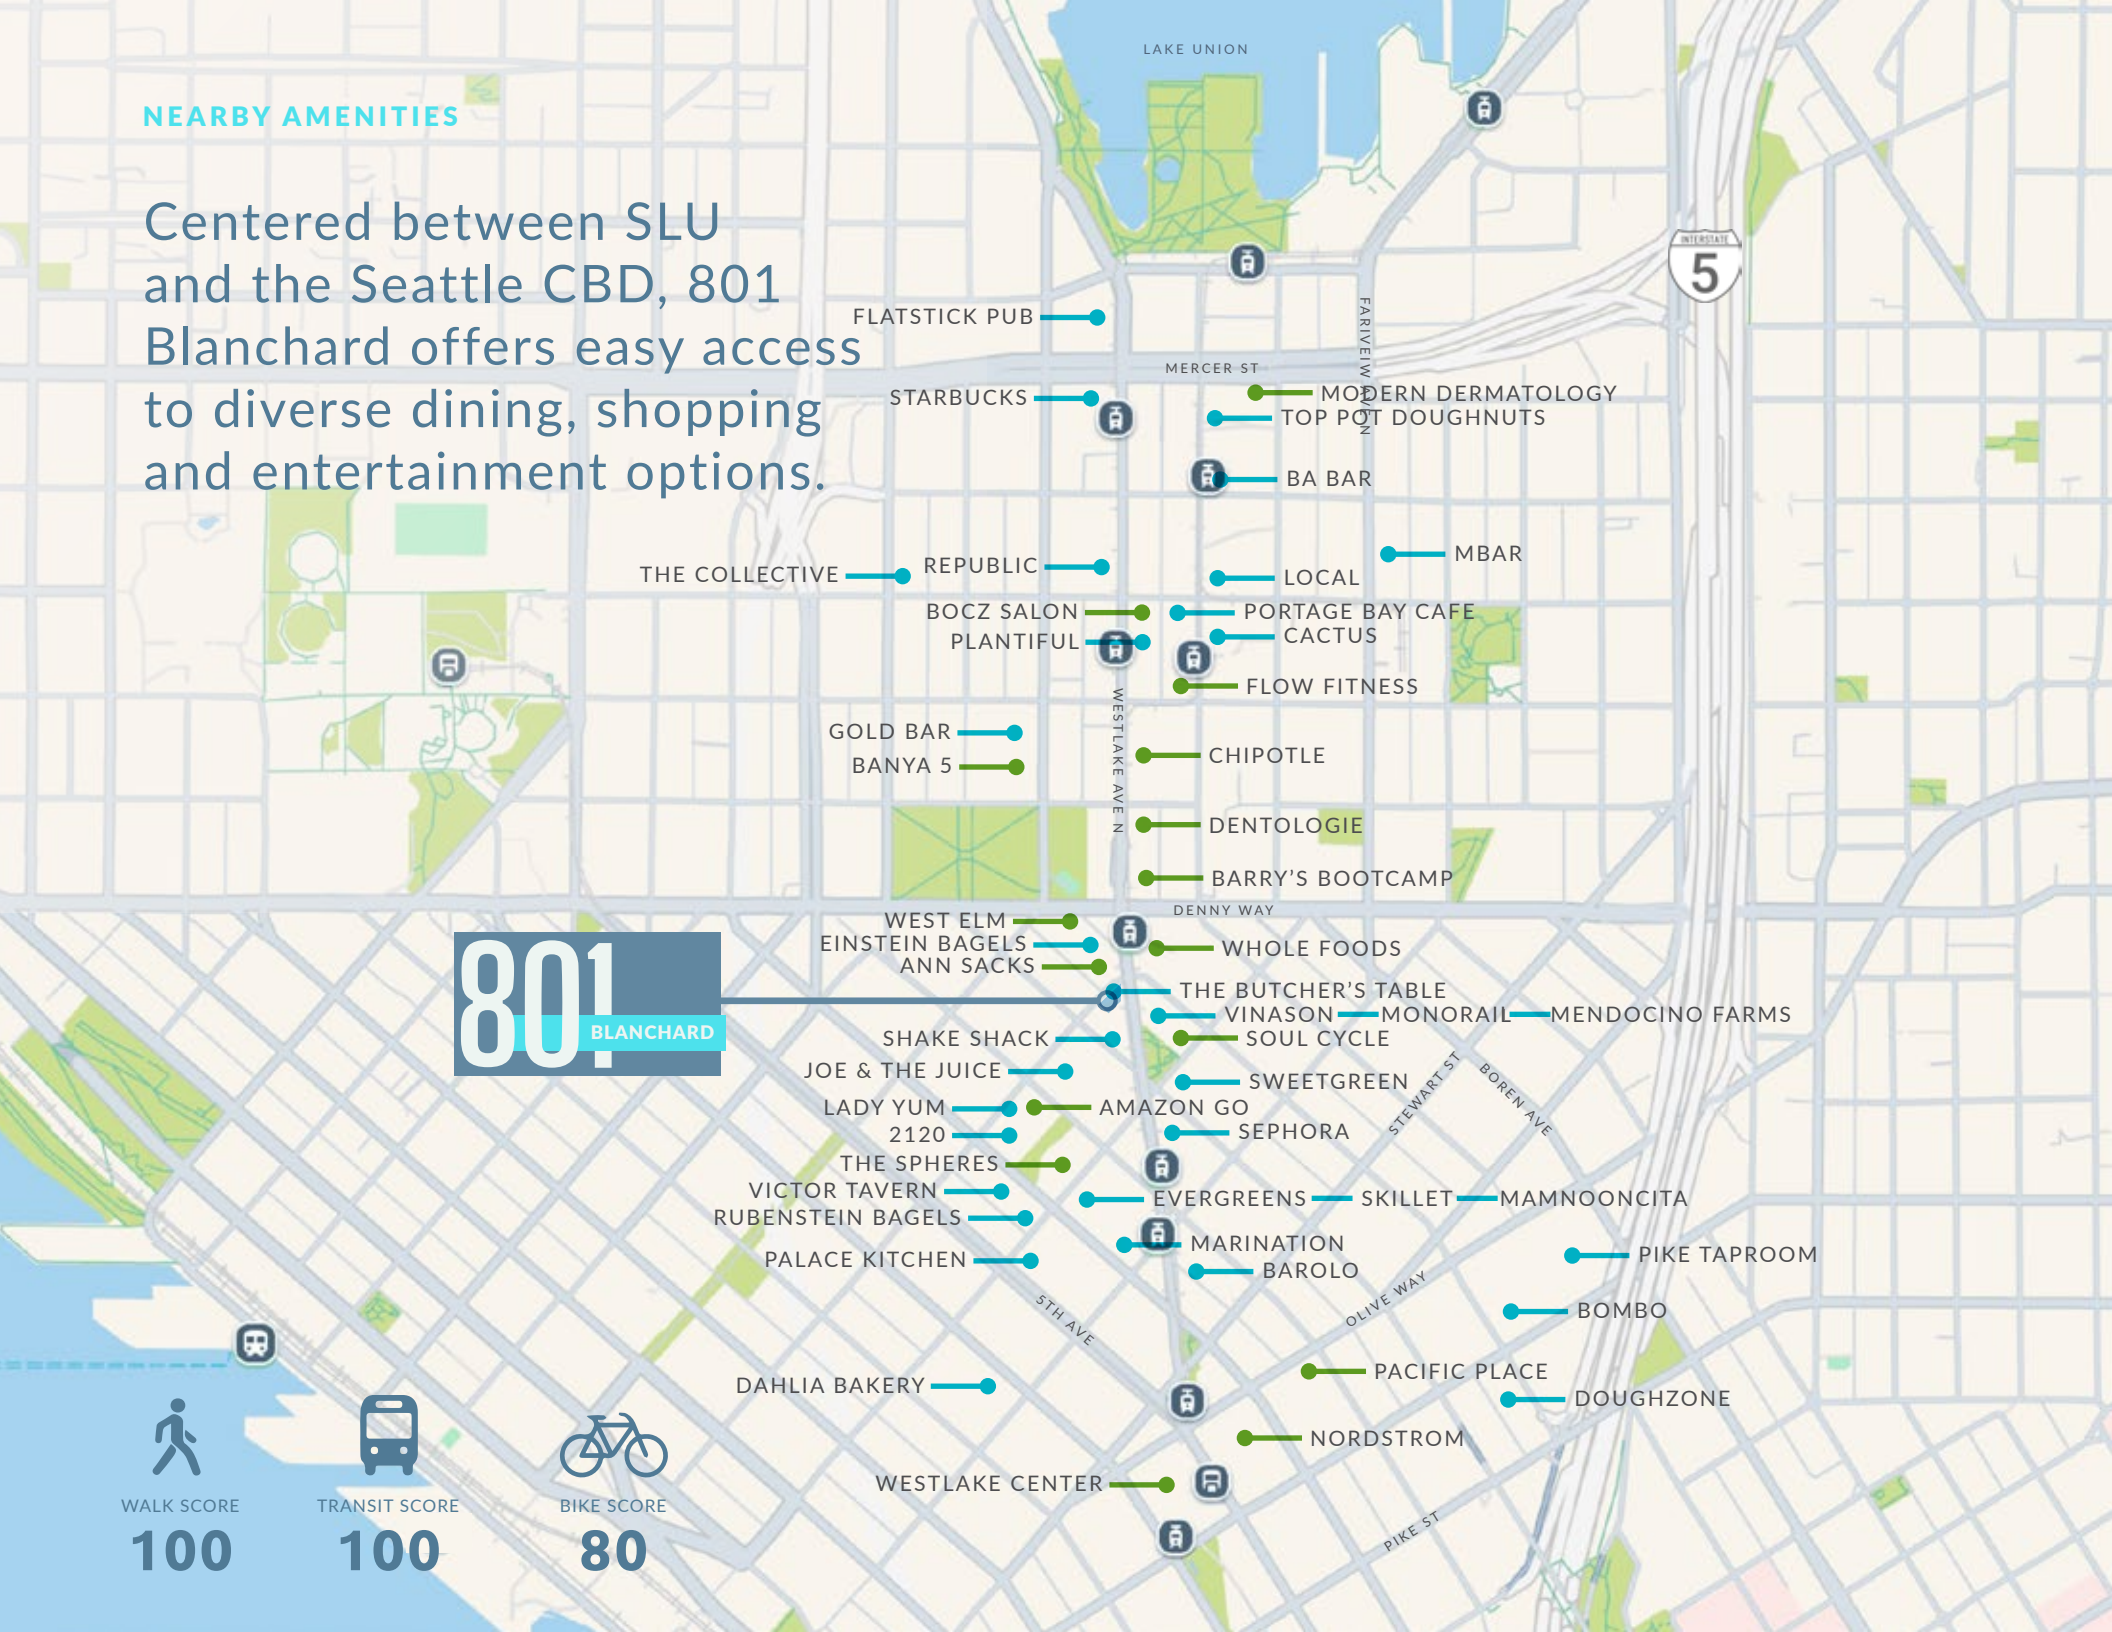 LAKE UNION
NEARBY AMENITIES
Centered between SLU
and the Seattle CBD, 801
Blanchard offers easy access
to diverse dining, shopping
and entertainment options.
INTERSTATE
5
FLATSTICK PUB
FARIVEIW AVE N
MERCER ST
STARBUCKS
MODERN DERMATOLOGY
TOP POT DOUGHNUTS
BA BAR
MBAR
THE COLLECTIVE
REPUBLIC
LOCAL
BOCZ SALON
PORTAGE BAY CAFE
PLANTIFUL
CACTUS
FLOW FITNESS
WESTLAKE AVE N
GOLD BAR
CHIPOTLE
BANYA 5
DENTOLOGIE
BARRY'S BOOTCAMP
DENNY WAY
WEST ELM
EINSTEIN BAGELS
WHOLE FOODS
ANN SACKS
801
BLANCHARD
THE BUTCHER'S TABLE
VINASON MONORAIL MENDOCINO FARMS
SHAKE SHACK
SOUL CYCLE
JOE & THE JUICE
SWEETGREEN
STEWART ST
BOREN AVE
LADY YUM
AMAZON GO
2120
SEPHORA
THE SPHERES
VICTOR TAVERN
EVERGREENS SKILLET MAMNOONCITA
RUBENSTEIN BAGELS
MARINATION
PALACE KITCHEN
BAROLO
PIKE TAPROOM
5TH AVE
OLIVE WAY
BOMBO
PACIFIC PLACE
DAHLIA BAKERY
DOUGHZONE
NORDSTROM
WESTLAKE CENTER
PIKE ST
WALK SCORE
100
TRANSIT SCORE
100
BIKE SCORE
80